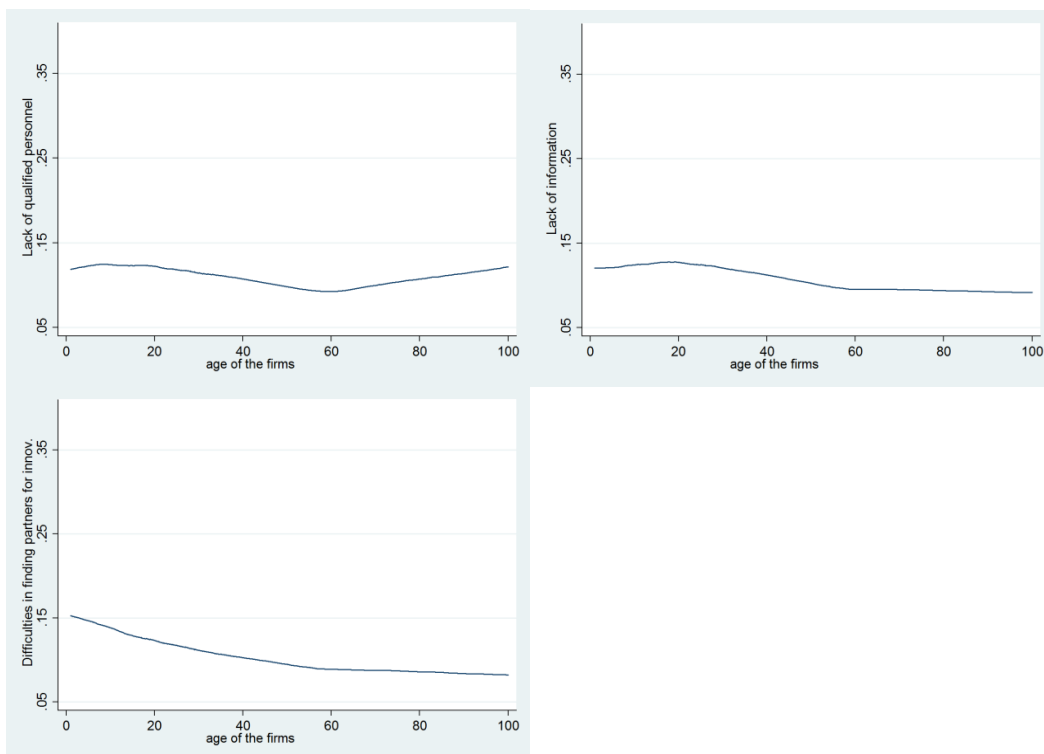 Lack of qualified personnel
.05 .15 .25 .35
0 20 40 60 80 100
age of the firms
Lack of information
.05 .15 .25 .35
0 20 40 60 80 100
age of the firms
Difficulties in finding partners for innov.
.05 .15 .25 .35
0 20 40 60 80 100
age of the firms